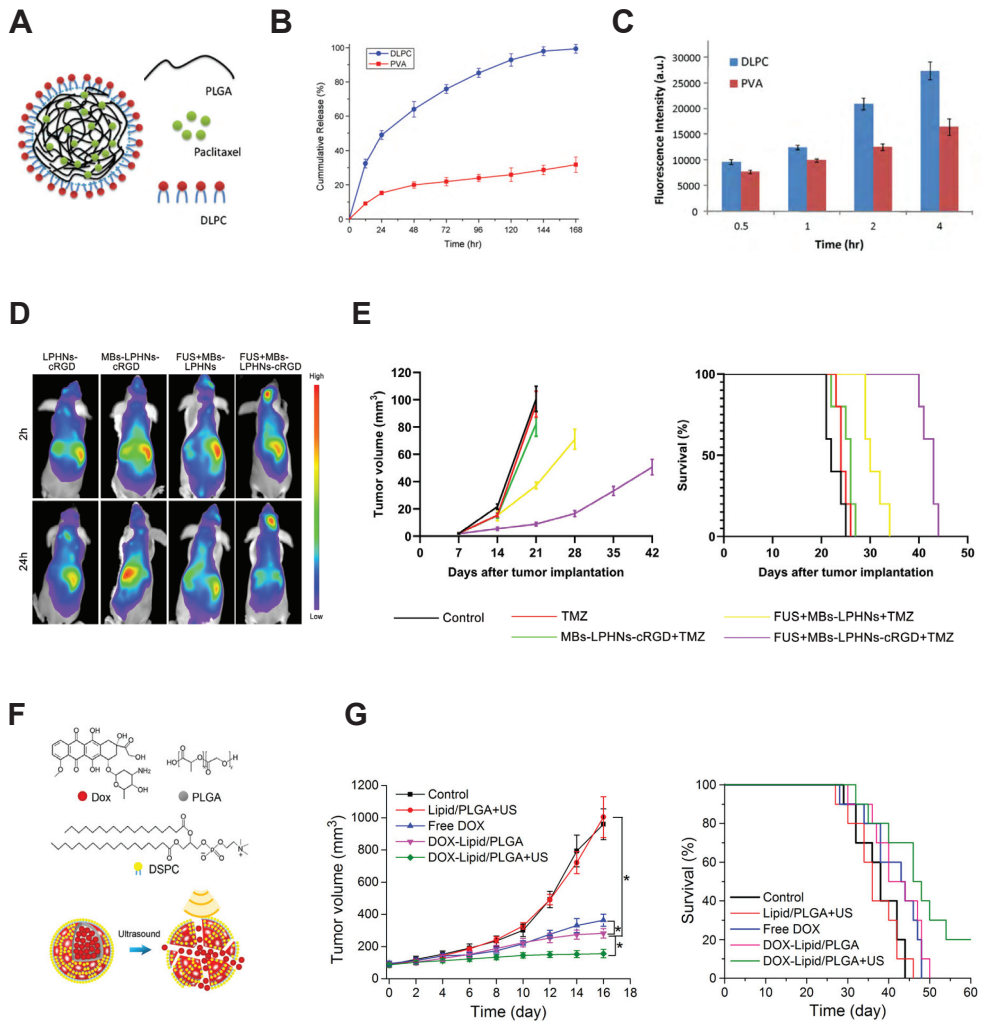 A
PLGA
Paclitaxel
DLPC
B
DLPC
PVA
Cummulative Release (%)
100
80
60
40
20
0
0 24 48 72 96 120 144 168
Time (hr)
C
DLPC
PVA
Fluorescence Intensity (a.u.)
30000
25000
20000
15000
10000
5000
0
0.5 1 2 4
Time (hr)
D
LPHNs-
cRGD
MBs-LPHNs-
cRGD
FUS+MBs-
LPHNs
FUS+MBs-
LPHNs-cRGD
2h
24h
High
Low
E
Tumor volume (mm³)
120
100
80
60
40
20
0
0 7 14 21 28 35 42
Days after tumor implantation
Survival (%)
100
50
0
0 10 20 30 40 50
Days after tumor implantation
Control
TMZ
FUS+MBs-LPHNs+TMZ
MBs-LPHNs-cRGD+TMZ
FUS+MBs-LPHNs-cRGD+TMZ
F
Dox
PLGA
DSPC
Ultrasound
G
Tumor volume (mm³)
1200
1000
800
600
400
200
0
Control
Lipid/PLGA+US
Free DOX
DOX-Lipid/PLGA
DOX-Lipid/PLGA+US
*
*
*
0 2 4 6 8 10 12 14 16 18
Time (day)
Survival (%)
100
80
60
40
20
0
Control
Lipid/PLGA+US
Free DOX
DOX-Lipid/PLGA
DOX-Lipid/PLGA+US
0 10 20 30 40 50 60
Time (day)